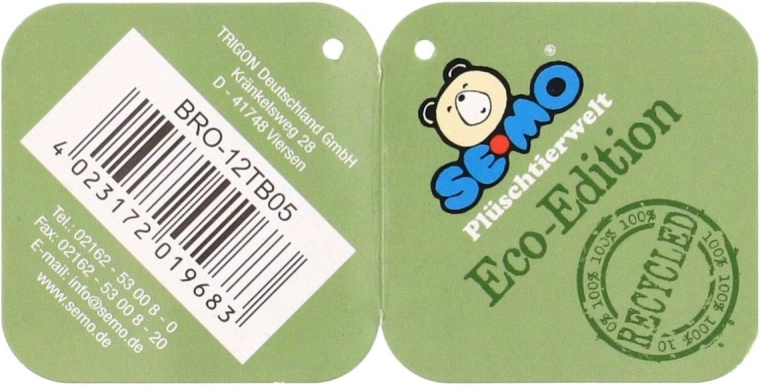 TRIGON Deutschland GmbH
Kränkelsweg 28
D - 41748 Viersen
BRO-12TB05
4 023172 019683
Tel.: 02162 - 53 00 8 - 0
Fax: 02162 - 53 00 8 - 20
E-mail: info@semo.de
www.semo.de
®
SEMO
Plüschtierwelt
Eco-Edition
100% 100% 100% 100%
RECYCLED
100% 100% 100% 10